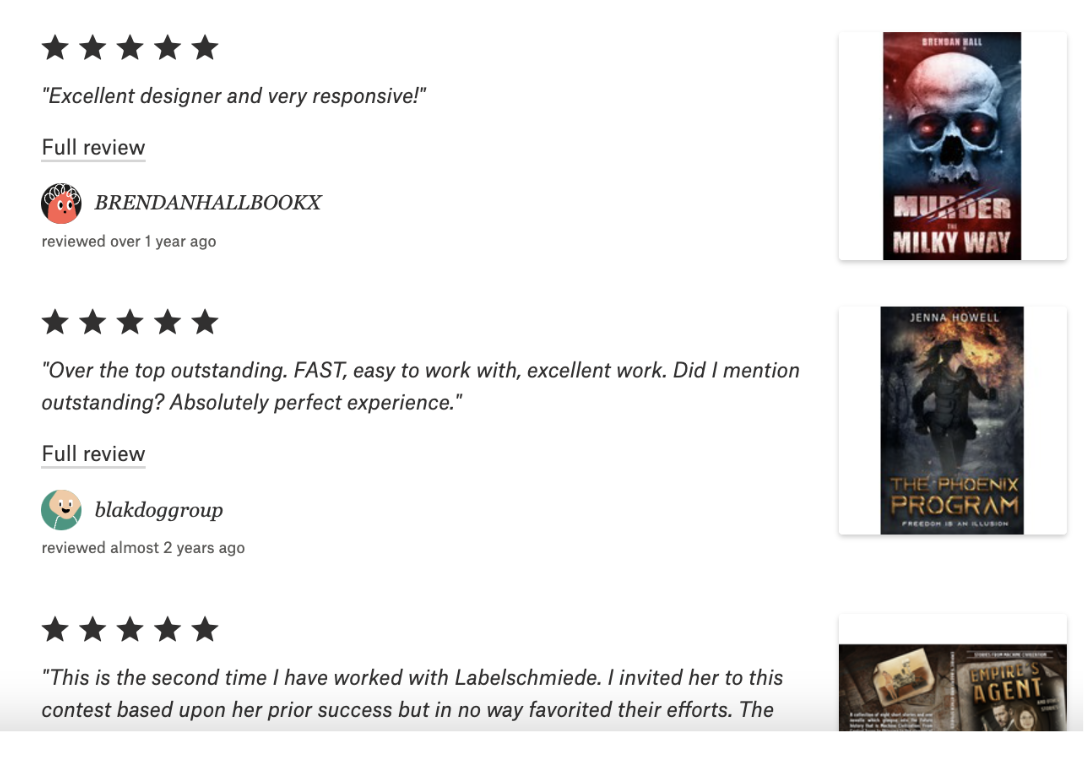 "Excellent designer and very responsive!"
Full review
BRENDANHALLBOOKX
reviewed over 1 year ago
BRENDAN HALL
MURDER
THE
MILKY WAY
"Over the top outstanding. FAST, easy to work with, excellent work. Did I mention
outstanding? Absolutely perfect experience."
Full review
blakdoggroup
reviewed almost 2 years ago
JENNA HOWELL
THE PHOENIX
PROGRAM
FREEDOM IS AN ILLUSION
"This is the second time I have worked with Labelschmiede. I invited her to this
contest based upon her prior success but in no way favorited their efforts. The
EMPIRE'S
AGENT